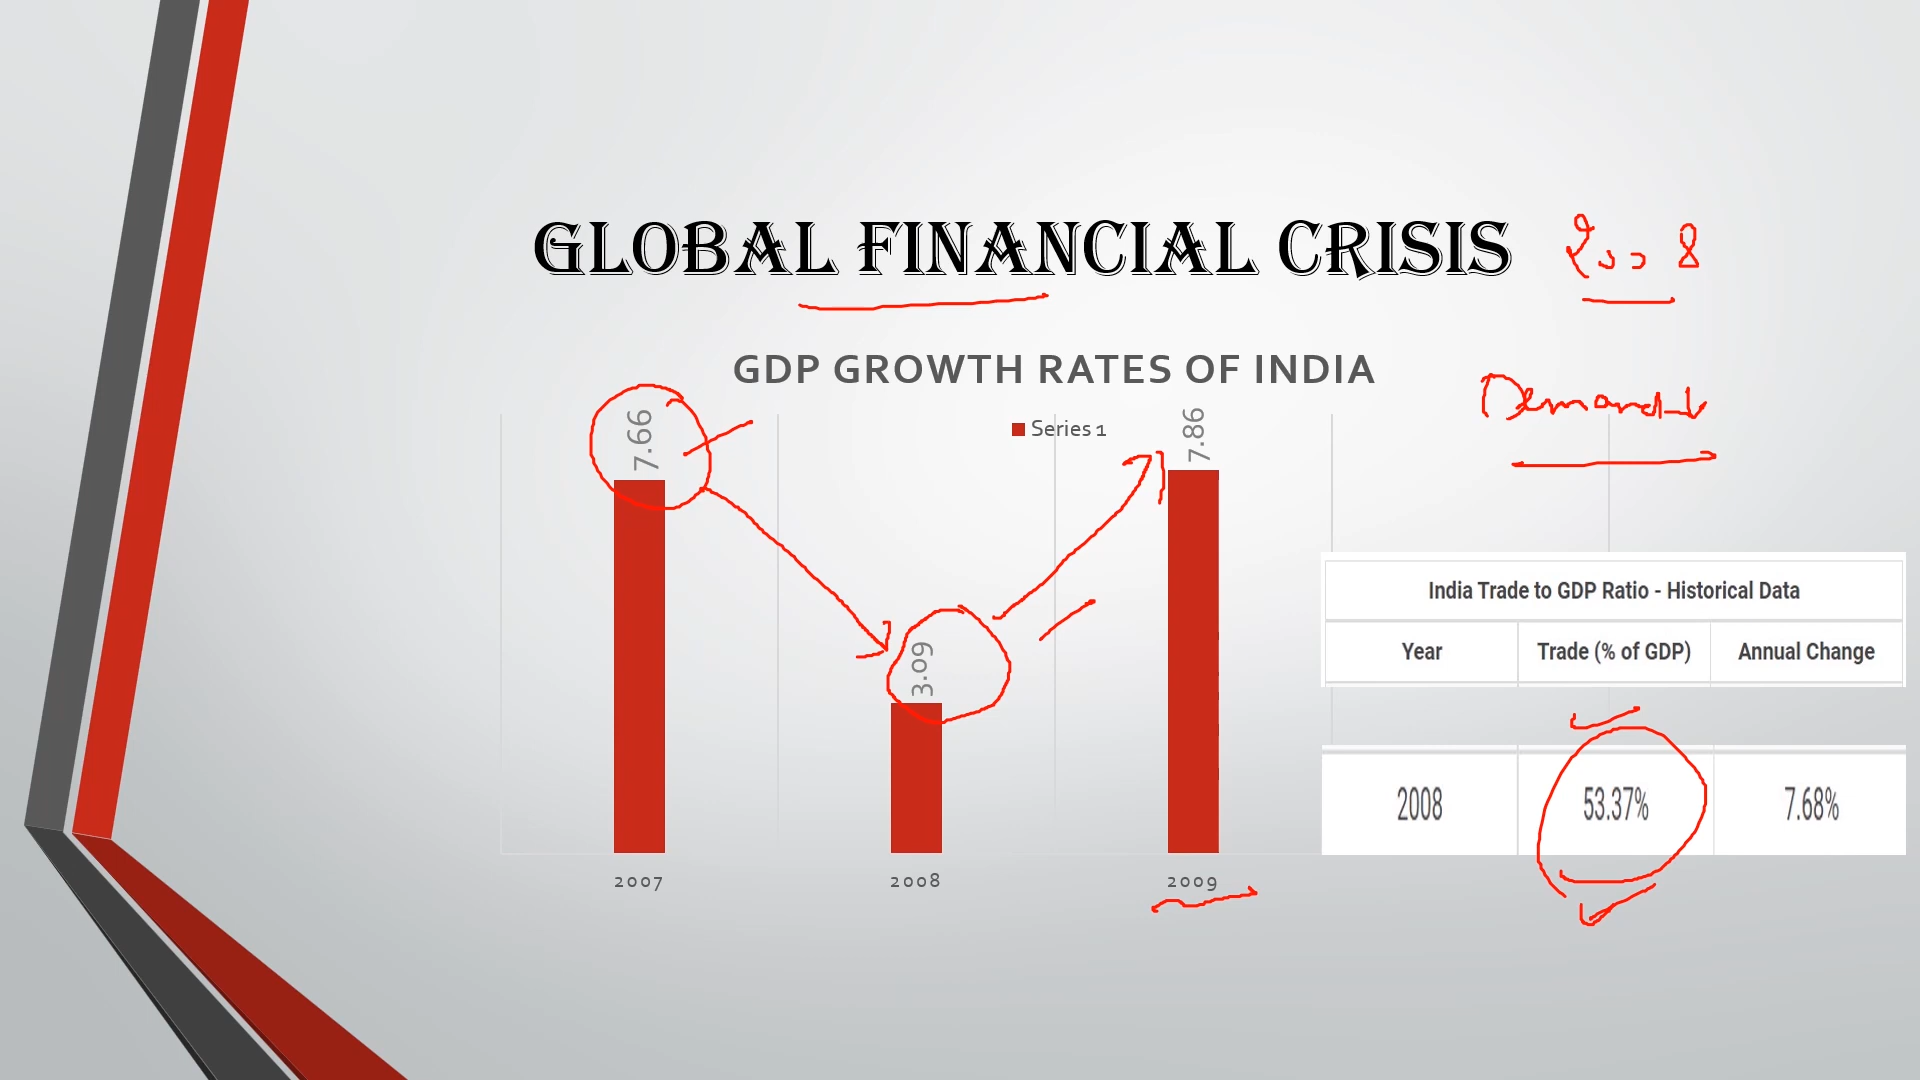 GLOBAL FINANCIAL CRISIS 2008
GDP GROWTH RATES OF INDIA
Demand ↓
Series 1
7.66
3.09
7.86
2007
2008
2009
India Trade to GDP Ratio - Historical Data
Year Trade (% of GDP) Annual Change
2008 53.37% 7.68%